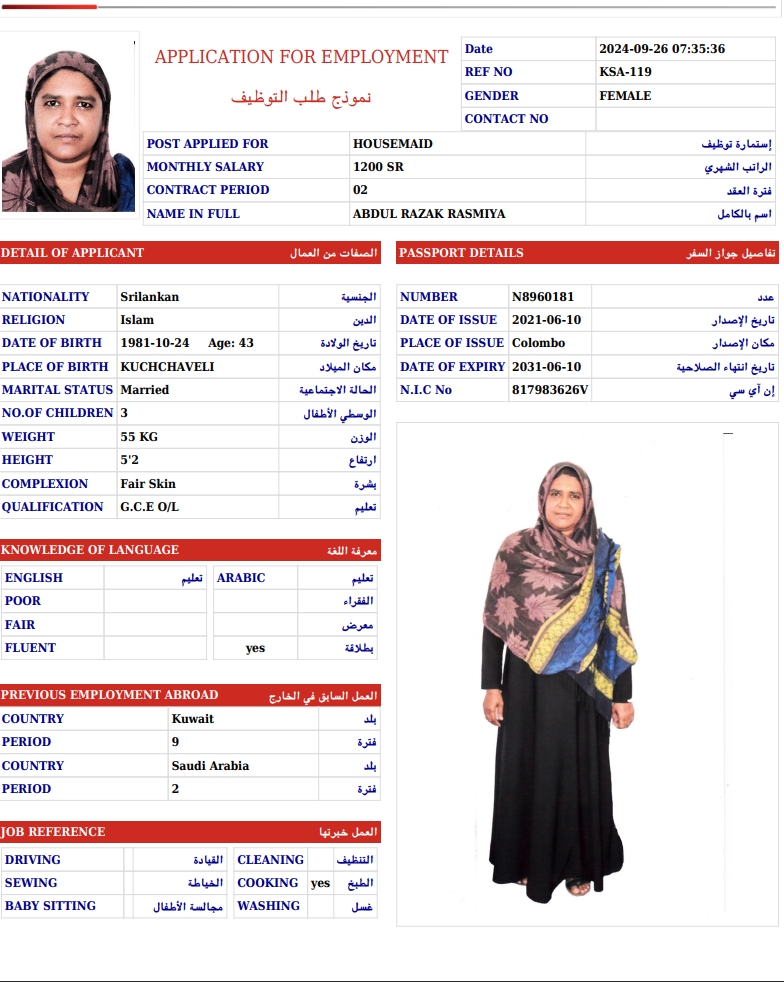 APPLICATION FOR EMPLOYMENT
نموذج طلب التوظيف
Date 2024-09-26 07:35:36
REF NO KSA-119
GENDER FEMALE
CONTACT NO
POST APPLIED FOR HOUSEMAID إستمارة توظيف
MONTHLY SALARY 1200 SR الراتب الشهري
CONTRACT PERIOD 02 فترة العقد
NAME IN FULL ABDUL RAZAK RASMIYA اسم بالكامل
DETAIL OF APPLICANT الصفات من العمال
NATIONALITY Srilankan الجنسية
RELIGION Islam الدين
DATE OF BIRTH 1981-10-24 Age: 43 تاريخ الولادة
PLACE OF BIRTH KUCHCHAVELI مكان الميلاد
MARITAL STATUS Married الحالة الاجتماعية
NO.OF CHILDREN 3 الوسطي الأطفال
WEIGHT 55 KG الوزن
HEIGHT 5'2 ارتفاع
COMPLEXION Fair Skin بشرة
QUALIFICATION G.C.E O/L تعليم
KNOWLEDGE OF LANGUAGE معرفة اللغة
ENGLISH تعليم ARABIC تعليم
POOR الفقراء
FAIR معرض
FLUENT yes بطلاقة
PREVIOUS EMPLOYMENT ABROAD العمل السابق في الخارج
COUNTRY Kuwait بلد
PERIOD 9 فترة
COUNTRY Saudi Arabia بلد
PERIOD 2 فترة
JOB REFERENCE العمل خبرتها
DRIVING القيادة CLEANING التنظيف
SEWING الخياطة COOKING yes الطبخ
BABY SITTING مجالسة الأطفال WASHING غسل
PASSPORT DETAILS تفاصيل جواز السفر
NUMBER N8960181 عدد
DATE OF ISSUE 2021-06-10 تاريخ الإصدار
PLACE OF ISSUE Colombo مكان الإصدار
DATE OF EXPIRY 2031-06-10 تاريخ انتهاء الصلاحية
N.I.C No 817983626V إن آي سي